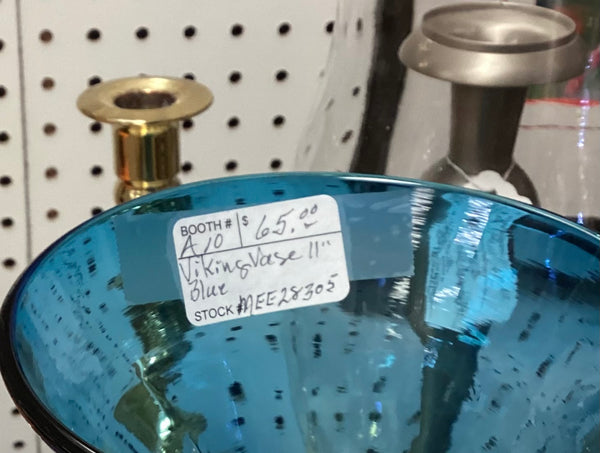 BOOTH # $ 65.00
A10
Viking Vase 11"
Blue
STOCK # MEE28305